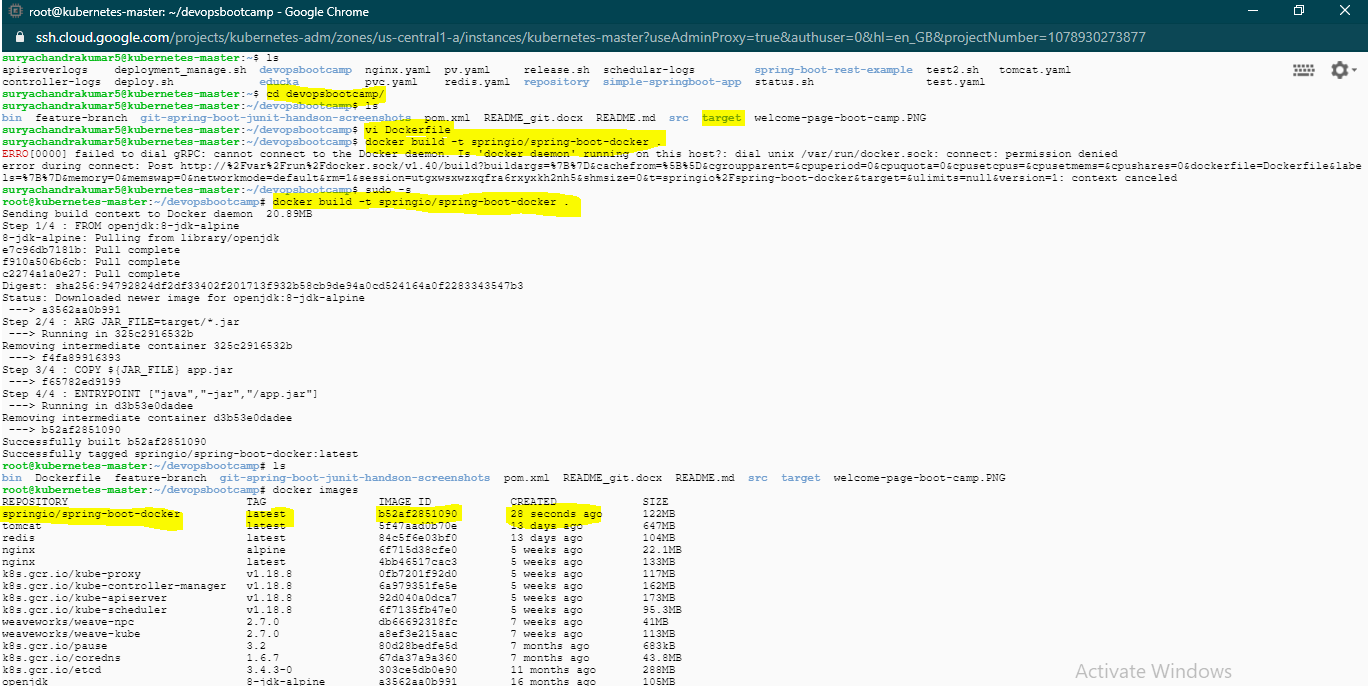 root@kubernetes-master: ~/devopsbootcamp - Google Chrome
ssh.cloud.google.com/projects/kubernetes-adm/zones/us-central1-a/instances/kubernetes-master?useAdminProxy=true&authuser=0&hl=en_GB&projectNumber=1078930273877
suryachandrakumar5@kubernetes-master:~$ ls
apiserverlogs deployment_manage.sh devopsbootcamp nginx.yaml pv.yaml release.sh schedular-logs spring-boot-rest-example test2.sh tomcat.yaml
controller-logs deploy.sh educka pvc.yaml redis.yaml repository simple-springboot-app status.sh test.yaml
suryachandrakumar5@kubernetes-master:~$ cd devopsbootcamp/
suryachandrakumar5@kubernetes-master:~/devopsbootcamp$ ls
bin feature-branch git-spring-boot-junit-handson-screenshots pom.xml README_git.docx README.md src target welcome-page-boot-camp.PNG
suryachandrakumar5@kubernetes-master:~/devopsbootcamp$ vi Dockerfile
suryachandrakumar5@kubernetes-master:~/devopsbootcamp$ docker build -t springio/spring-boot-docker .
ERRO[0000] failed to dial gRPC: cannot connect to the Docker daemon. Is 'docker daemon' running on this host?: dial unix /var/run/docker.sock: connect: permission denied
error during connect: Post http://%2Fvar%2Frun%2Fdocker.sock/v1.40/build?buildargs=%7B%7D&cachefrom=%5B%5D&cgroupparent=&cpuperiod=0&cpuquota=0&cpusetcpus=&cpusetmems=&cpushares=0&dockerfile=Dockerfile&labe
ls=%7B%7D&memory=0&memswap=0&networkmode=default&rm=1&session=utgxwsxwzxqfra6rxyxkh2nh5&shmsize=0&t=springio%2Fspring-boot-docker&target=&ulimits=null&version=1: context canceled
suryachandrakumar5@kubernetes-master:~/devopsbootcamp$ sudo -s
root@kubernetes-master:~/devopsbootcamp# docker build -t springio/spring-boot-docker .
Sending build context to Docker daemon 20.89MB
Step 1/4 : FROM openjdk:8-jdk-alpine
8-jdk-alpine: Pulling from library/openjdk
e7c96db7181b: Pull complete
f910a506b6cb: Pull complete
c2274a1a0e27: Pull complete
Digest: sha256:94792824df2df33402f201713f932b58cb9de94a0cd524164a0f2283343547b3
Status: Downloaded newer image for openjdk:8-jdk-alpine
---> a3562aa0b991
Step 2/4 : ARG JAR_FILE=target/*.jar
---> Running in 325c2916532b
Removing intermediate container 325c2916532b
---> f4fa89916393
Step 3/4 : COPY ${JAR_FILE} app.jar
---> f65782ed9199
Step 4/4 : ENTRYPOINT ["java","-jar","/app.jar"]
---> Running in d3b53e0dadee
Removing intermediate container d3b53e0dadee
---> b52af2851090
Successfully built b52af2851090
Successfully tagged springio/spring-boot-docker:latest
root@kubernetes-master:~/devopsbootcamp# ls
bin Dockerfile feature-branch git-spring-boot-junit-handson-screenshots pom.xml README_git.docx README.md src target welcome-page-boot-camp.PNG
root@kubernetes-master:~/devopsbootcamp# docker images
REPOSITORY TAG IMAGE ID CREATED SIZE
springio/spring-boot-docker latest b52af2851090 28 seconds ago 122MB
tomcat latest 5f47aad0b70e 13 days ago 647MB
redis latest 84c5f6e03bf0 13 days ago 104MB
nginx alpine 6f715d38cfe0 5 weeks ago 22.1MB
nginx latest 4bb46517cac3 5 weeks ago 133MB
k8s.gcr.io/kube-proxy v1.18.8 0fb7201f92d0 5 weeks ago 117MB
k8s.gcr.io/kube-controller-manager v1.18.8 6a979351fe5e 5 weeks ago 162MB
k8s.gcr.io/kube-apiserver v1.18.8 92d040a0dca7 5 weeks ago 173MB
k8s.gcr.io/kube-scheduler v1.18.8 6f7135fb47e0 5 weeks ago 95.3MB
weaveworks/weave-npc 2.7.0 db66692318fc 7 weeks ago 41MB
weaveworks/weave-kube 2.7.0 a8ef3e215aac 7 weeks ago 113MB
k8s.gcr.io/pause 3.2 80d28bedfe5d 7 months ago 683kB
k8s.gcr.io/coredns 1.6.7 67da37a9a360 7 months ago 43.8MB
k8s.gcr.io/etcd 3.4.3-0 303ce5db0e90 11 months ago 288MB
openjdk 8-jdk-alpine a3562aa0b991 16 months ago 105MB
Activate Windows